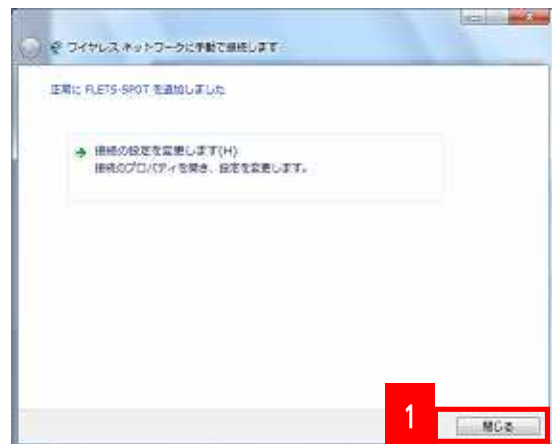 ワイヤレス ネットワークに手動で接続します
正常に FLETS-SPOT を追加しました
接続の設定を変更します(H)
接続のプロパティを開き、設定を変更します。
1
閉じる